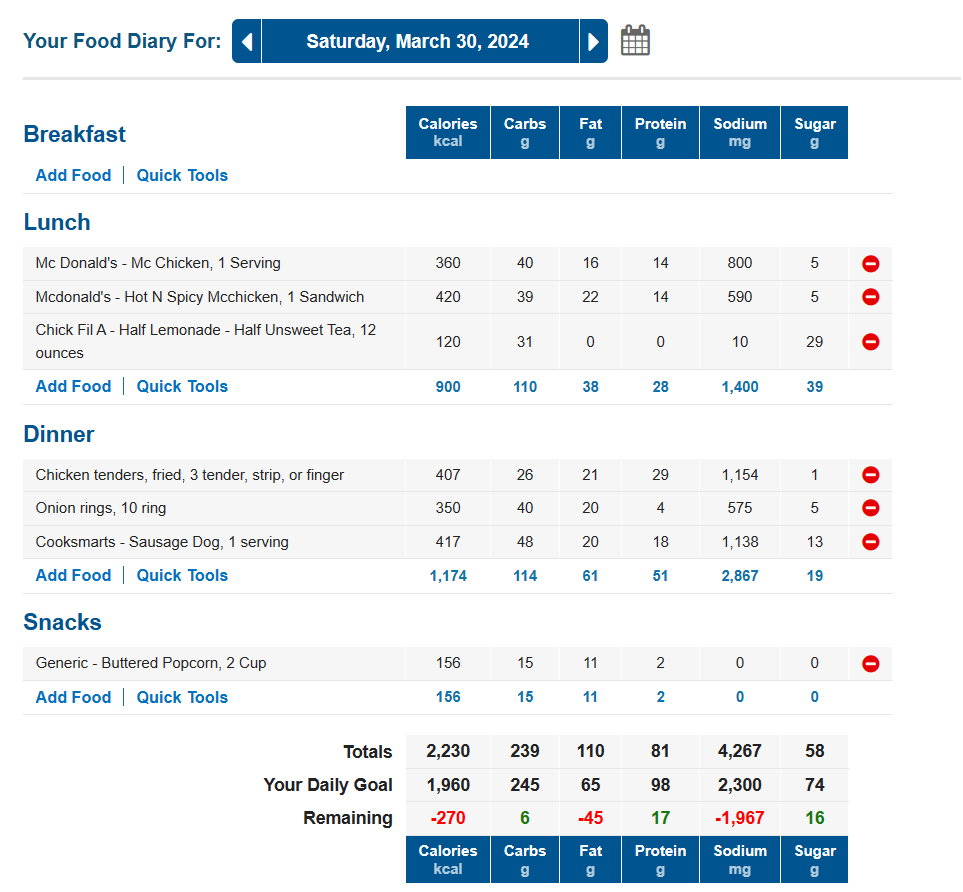 Your Food Diary For: Saturday, March 30, 2024
Breakfast
Calories Carbs Fat Protein Sodium Sugar
kcal g g g mg g
Add Food Quick Tools
Lunch
Mc Donald's - Mc Chicken, 1 Serving 360 40 16 14 800 5
Mcdonald's - Hot N Spicy Mcchicken, 1 Sandwich 420 39 22 14 590 5
Chick Fil A - Half Lemonade - Half Unsweet Tea, 12
ounces 120 31 0 0 10 29
Add Food Quick Tools 900 110 38 28 1,400 39
Dinner
Chicken tenders, fried, 3 tender, strip, or finger 407 26 21 29 1,154 1
Onion rings, 10 ring 350 40 20 4 575 5
Cooksmarts - Sausage Dog, 1 serving 417 48 20 18 1,138 13
Add Food Quick Tools 1,174 114 61 51 2,867 19
Snacks
Generic - Buttered Popcorn, 2 Cup 156 15 11 2 0 0
Add Food Quick Tools 156 15 11 2 0 0
Totals 2,230 239 110 81 4,267 58
Your Daily Goal 1,960 245 65 98 2,300 74
Remaining -270 6 -45 17 -1,967 16
Calories Carbs Fat Protein Sodium Sugar
kcal g g g mg g